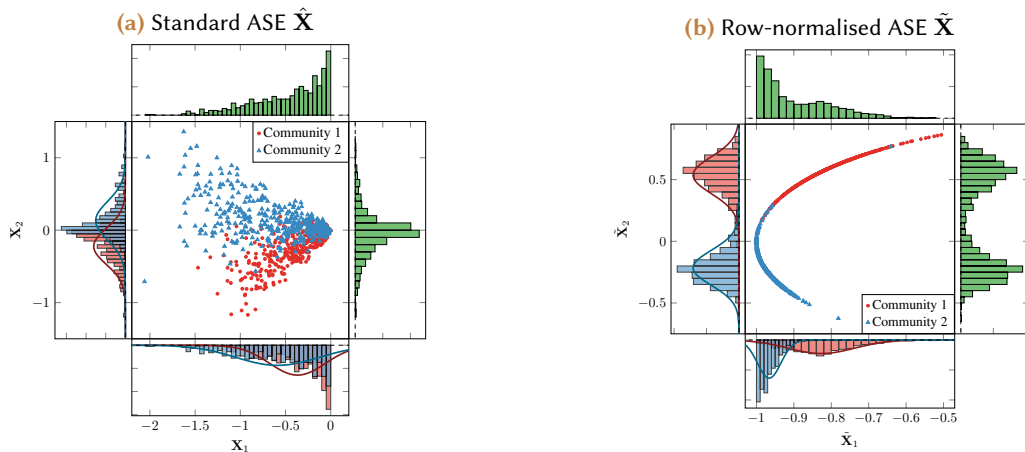 (a) Standard ASE X̂
Community 1
Community 2
1
0
−1
X₂
−2
−1.5
−1
−0.5
0
X₁
(b) Row-normalised ASE X̃
0.5
0
−0.5
X̃₂
Community 1
Community 2
−1
−0.9
−0.8
−0.7
−0.6
−0.5
X̃₁